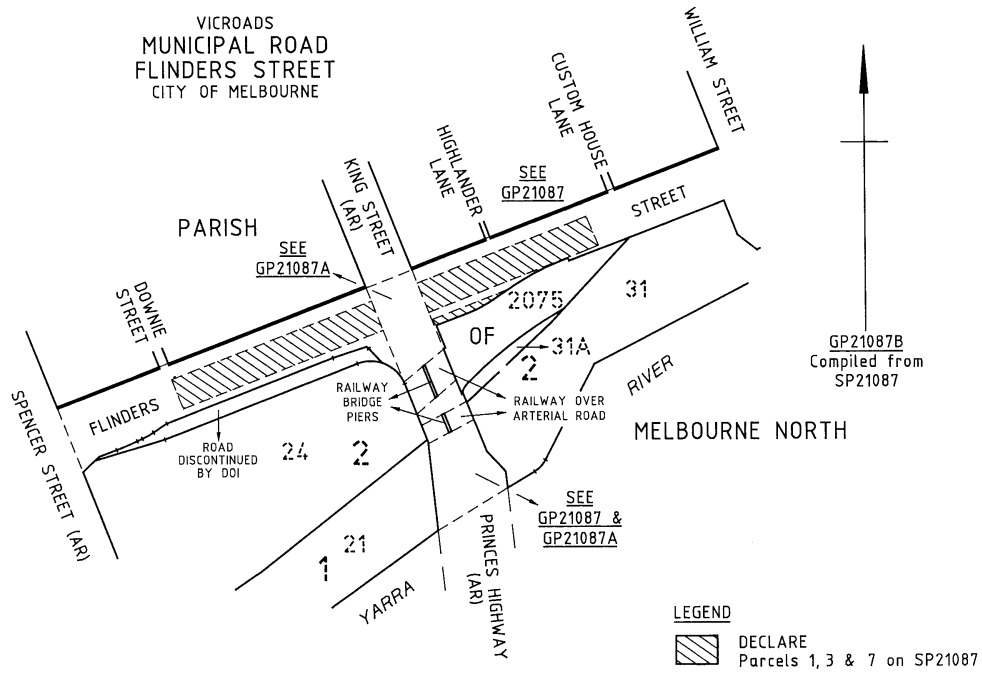 VICROADS
MUNICIPAL ROAD
FLINDERS STREET
CITY OF MELBOURNE
WILLIAM STREET
CUSTOM HOUSE
LANE
HIGHLANDER
LANE
KING STREET
(AR)
SEE
GP21087
STREET
PARISH
SEE
GP21087A
DOWNIE
STREET
2075
31
OF
31A
2
GP21087B
Compiled from
SP21087
RAILWAY
BRIDGE
PIERS
RAILWAY OVER
ARTERIAL ROAD
RIVER
FLINDERS
SPENCER STREET (AR)
ROAD
DISCONTINUED
BY DOI
24
2
MELBOURNE NORTH
SEE
GP21087 &
GP21087A
1
21
YARRA
PRINCES HIGHWAY
(AR)
LEGEND
DECLARE
Parcels 1, 3 & 7 on SP21087